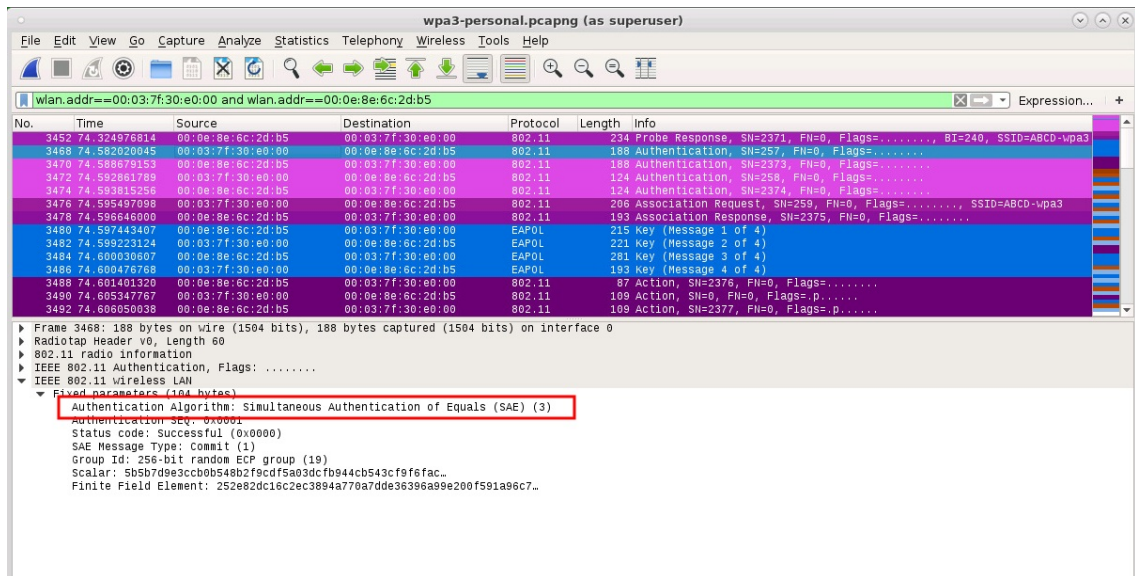 wpa3-personal.pcapng (as superuser)
File Edit View Go Capture Analyze Statistics Telephony Wireless Tools Help
wlan.addr==00:03:7f:30:e0:00 and wlan.addr==00:0e:8e:6c:2d:b5 Expression... +
No. Time Source Destination Protocol Length Info
3452 74.324976814 00:0e:8e:6c:2d:b5 00:03:7f:30:e0:00 802.11 234 Probe Response, SN=2371, FN=0, Flags=........, BI=240, SSID=ABCD-wpa3
3468 74.582020045 00:03:7f:30:e0:00 00:0e:8e:6c:2d:b5 802.11 188 Authentication, SN=257, FN=0, Flags=........
3470 74.588679153 00:0e:8e:6c:2d:b5 00:03:7f:30:e0:00 802.11 188 Authentication, SN=2373, FN=0, Flags=........
3472 74.592861789 00:03:7f:30:e0:00 00:0e:8e:6c:2d:b5 802.11 124 Authentication, SN=258, FN=0, Flags=........
3474 74.593815256 00:0e:8e:6c:2d:b5 00:03:7f:30:e0:00 802.11 124 Authentication, SN=2374, FN=0, Flags=........
3476 74.595497098 00:03:7f:30:e0:00 00:0e:8e:6c:2d:b5 802.11 206 Association Request, SN=259, FN=0, Flags=........, SSID=ABCD-wpa3
3478 74.596646000 00:0e:8e:6c:2d:b5 00:03:7f:30:e0:00 802.11 193 Association Response, SN=2375, FN=0, Flags=........
3480 74.597443407 00:0e:8e:6c:2d:b5 00:03:7f:30:e0:00 EAPOL 215 Key (Message 1 of 4)
3482 74.599223124 00:03:7f:30:e0:00 00:0e:8e:6c:2d:b5 EAPOL 221 Key (Message 2 of 4)
3484 74.600030607 00:0e:8e:6c:2d:b5 00:03:7f:30:e0:00 EAPOL 281 Key (Message 3 of 4)
3486 74.600476768 00:03:7f:30:e0:00 00:0e:8e:6c:2d:b5 EAPOL 193 Key (Message 4 of 4)
3488 74.601401320 00:0e:8e:6c:2d:b5 00:03:7f:30:e0:00 802.11 87 Action, SN=2376, FN=0, Flags=........
3490 74.605347767 00:03:7f:30:e0:00 00:0e:8e:6c:2d:b5 802.11 109 Action, SN=0, FN=0, Flags=.p......
3492 74.606050038 00:0e:8e:6c:2d:b5 00:03:7f:30:e0:00 802.11 109 Action, SN=2377, FN=0, Flags=.p......
Frame 3468: 188 bytes on wire (1504 bits), 188 bytes captured (1504 bits) on interface 0
Radiotap Header v0, Length 60
802.11 radio information
IEEE 802.11 Authentication, Flags: ........
IEEE 802.11 wireless LAN
Fixed parameters (104 bytes)
Authentication Algorithm: Simultaneous Authentication of Equals (SAE) (3)
Authentication SEQ: 0x0001
Status code: Successful (0x0000)
SAE Message Type: Commit (1)
Group Id: 256-bit random ECP group (19)
Scalar: 5b5b7d9e3ccb0b548b2f9cdf5a03dcfb944cb543cf9f6fac…
Finite Field Element: 252e82dc16c2ec3894a770a7dde36396a99e200f591a96c7…